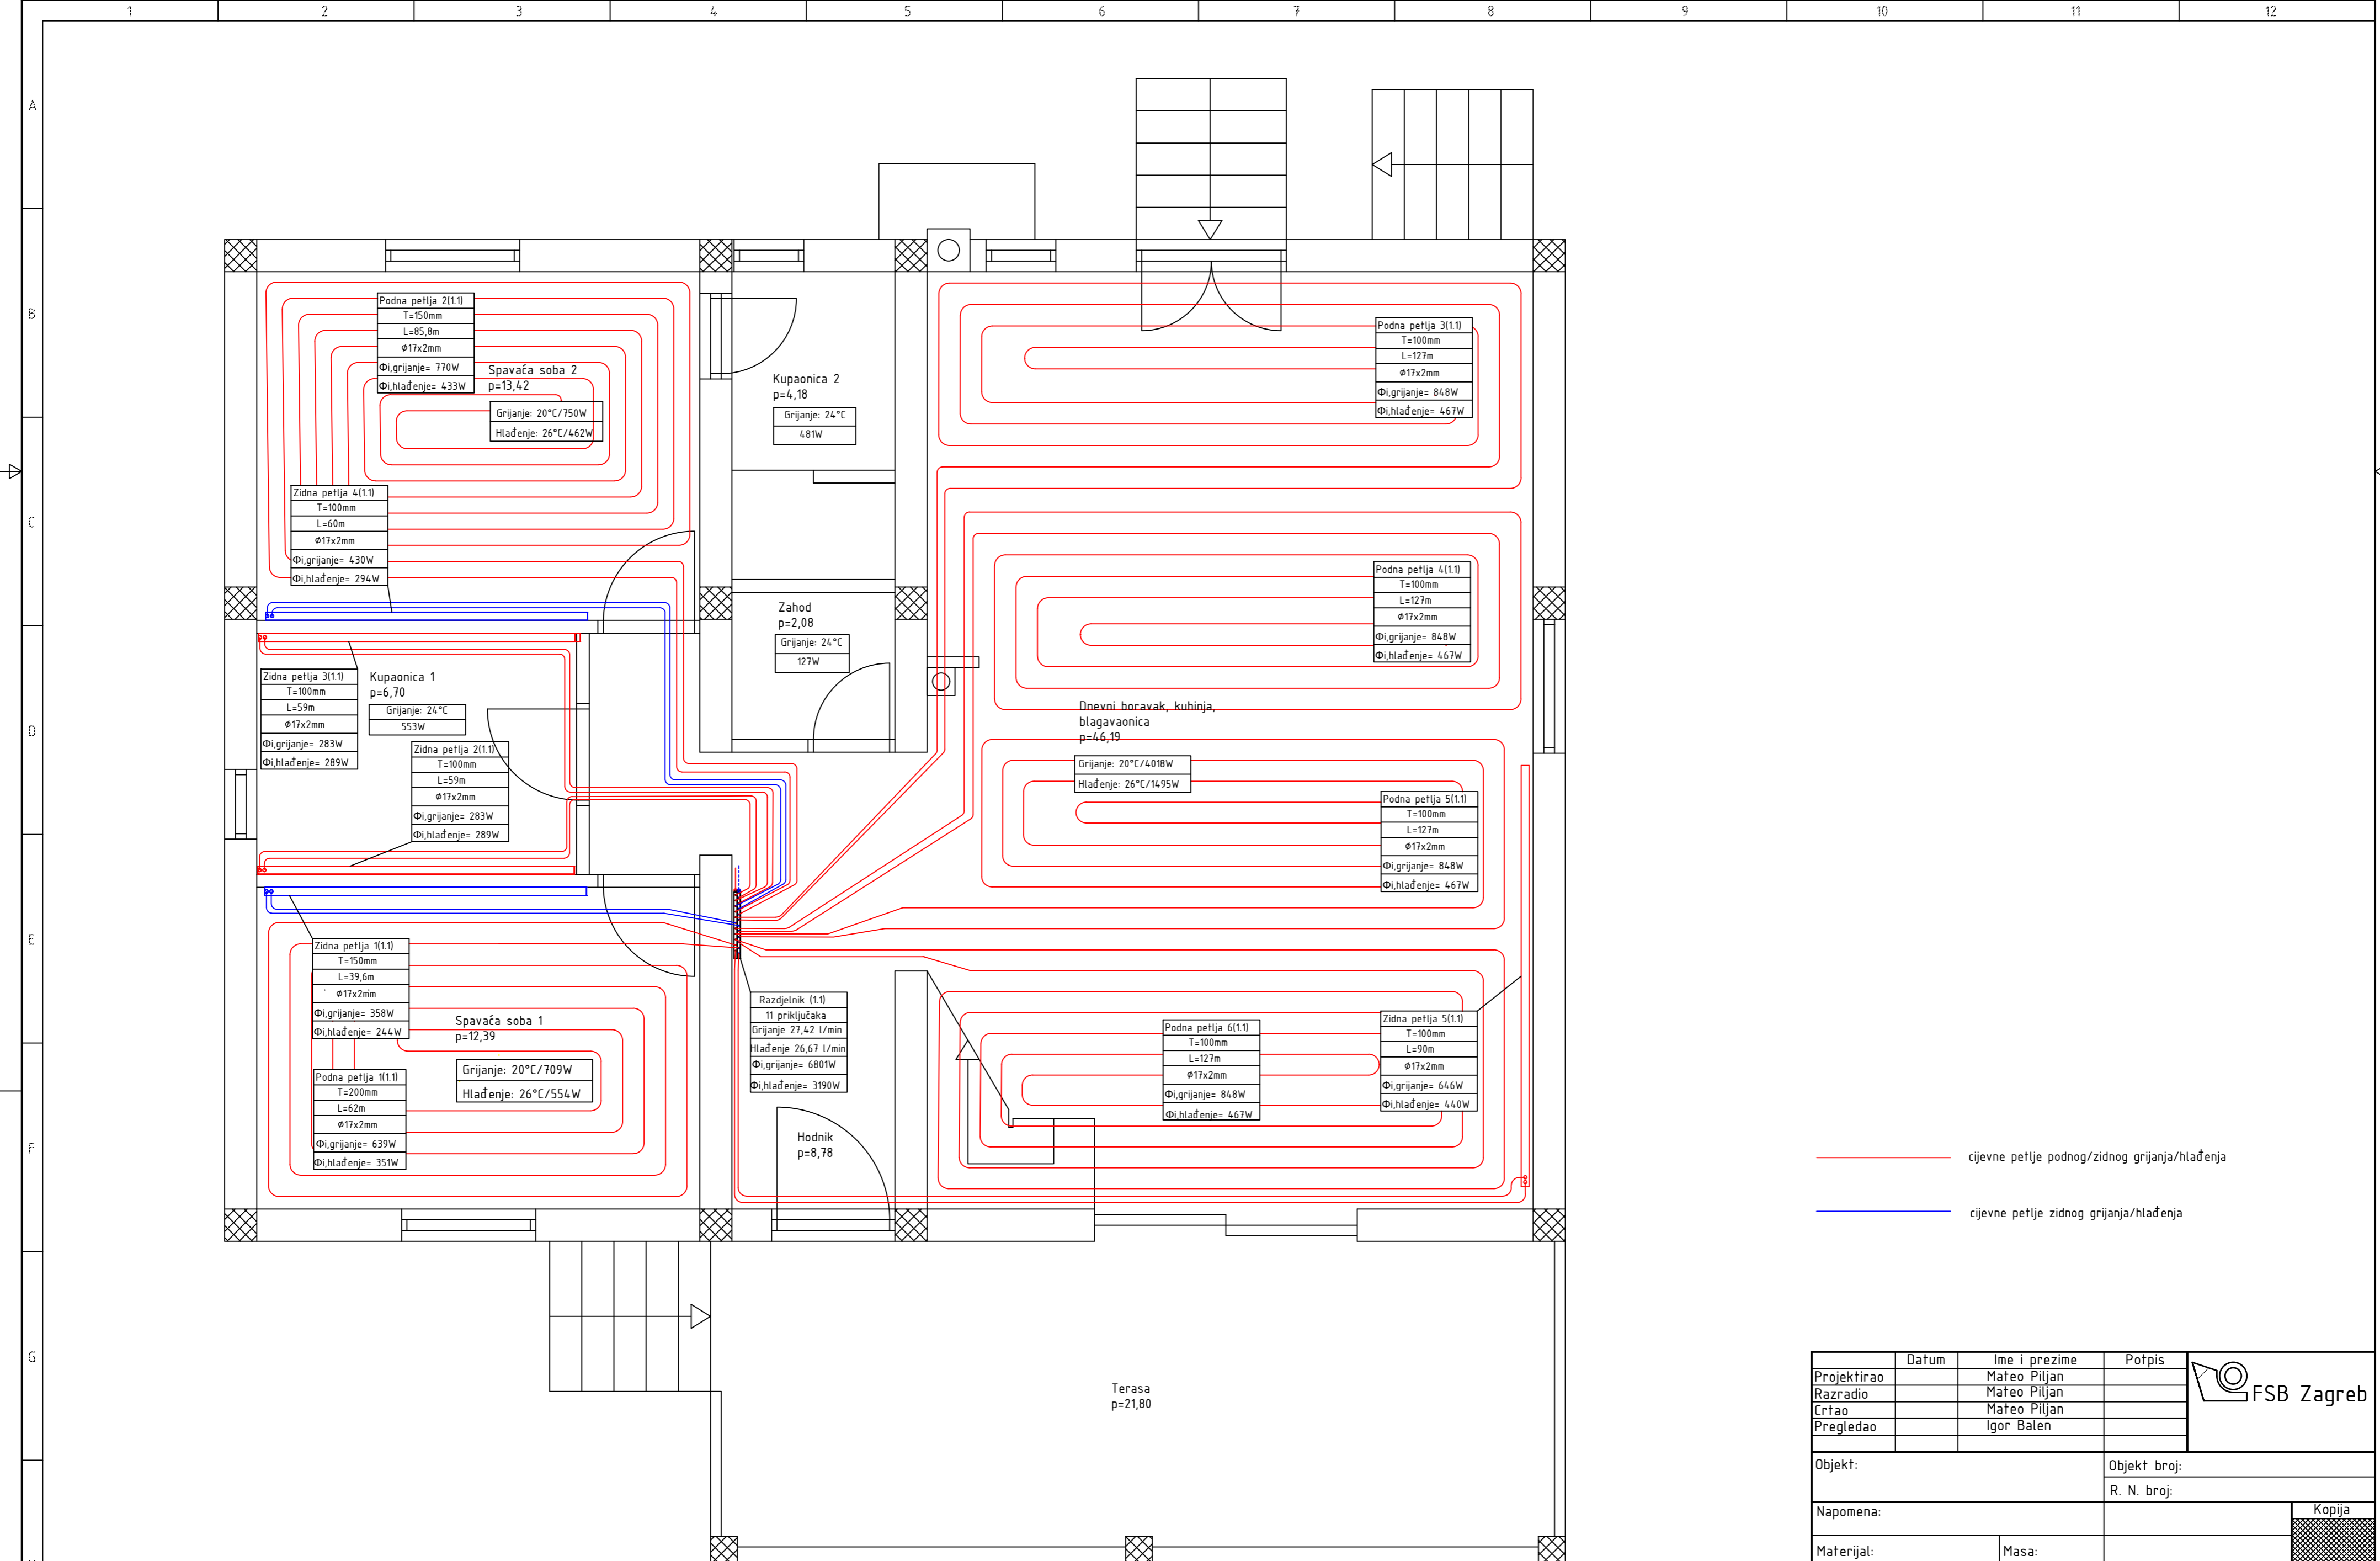 1 2 3 4 5 6 7 8 9 10 11 12
A
B
C
D
E
F
G
Podna petlja 2(1.1)
T=150mm
L=85,8m
Φ17x2mm
Φi,grijanje= 770W
Φi,hlađenje= 433W
Spavaća soba 2
p=13,42
Grijanje: 20°C/750W
Hlađenje: 26°C/462W
Kupaonica 2
p=4,18
Grijanje: 24°C
481W
Podna petlja 3(1.1)
T=100mm
L=127m
Φ17x2mm
Φi,grijanje= 848W
Φi,hlađenje= 467W
Zidna petlja 4(1.1)
T=100mm
L=60m
Φ17x2mm
Φi,grijanje= 430W
Φi,hlađenje= 294W
Zahod
p=2,08
Grijanje: 24°C
127W
Podna petlja 4(1.1)
T=100mm
L=127m
Φ17x2mm
Φi,grijanje= 848W
Φi,hlađenje= 467W
Zidna petlja 3(1.1)
T=100mm
L=59m
Φ17x2mm
Φi,grijanje= 283W
Φi,hlađenje= 289W
Kupaonica 1
p=6,70
Grijanje: 24°C
553W
Zidna petlja 2(1.1)
T=100mm
L=59m
Φ17x2mm
Φi,grijanje= 283W
Φi,hlađenje= 289W
Dnevni boravak, kuhinja,
blagavaonica
p=46,19
Grijanje: 20°C/4018W
Hlađenje: 26°C/1495W
Podna petlja 5(1.1)
T=100mm
L=127m
Φ17x2mm
Φi,grijanje= 848W
Φi,hlađenje= 467W
Zidna petlja 1(1.1)
T=150mm
L=39,6m
Φ17x2mm
Φi,grijanje= 358W
Φi,hlađenje= 244W
Spavaća soba 1
p=12,39
Grijanje: 20°C/709W
Hlađenje: 26°C/554W
Podna petlja 1(1.1)
T=200mm
L=62m
Φ17x2mm
Φi,grijanje= 639W
Φi,hlađenje= 351W
Razdjelnik (1.1)
11 priključaka
Grijanje 27,42 l/min
Hlađenje 26,67 l/min
Φi,grijanje= 6801W
Φi,hlađenje= 3190W
Hodnik
p=8,78
Podna petlja 6(1.1)
T=100mm
L=127m
Φ17x2mm
Φi,grijanje= 848W
Φi,hlađenje= 467W
Zidna petlja 5(1.1)
T=100mm
L=90m
Φ17x2mm
Φi,grijanje= 646W
Φi,hlađenje= 440W
cijevne petlje podnog/zidnog grijanja/hlađenja
cijevne petlje zidnog grijanja/hlađenja
Terasa
p=21,80
Datum Ime i prezime Potpis
Projektirao Mateo Piljan
Razradio Mateo Piljan
Crtao Mateo Piljan
Pregledao Igor Balen
FSB Zagreb
Objekt:
Objekt broj:
R. N. broj:
Napomena:
Kopija
Materijal:
Masa: